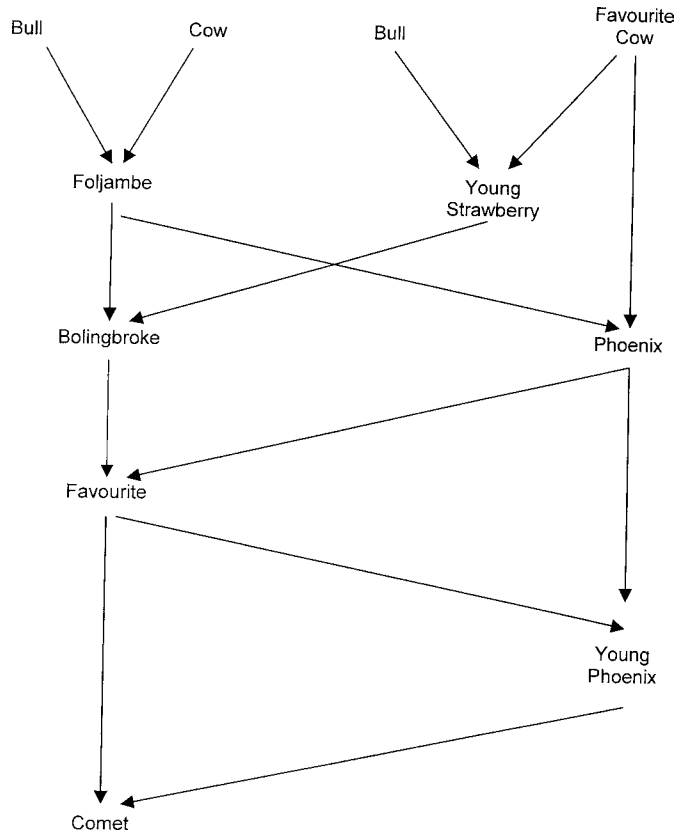 Bull
Cow
Bull
Favourite
Cow
Foljambe
Young
Strawberry
Bolingbroke
Phoenix
Favourite
Young
Phoenix
Comet